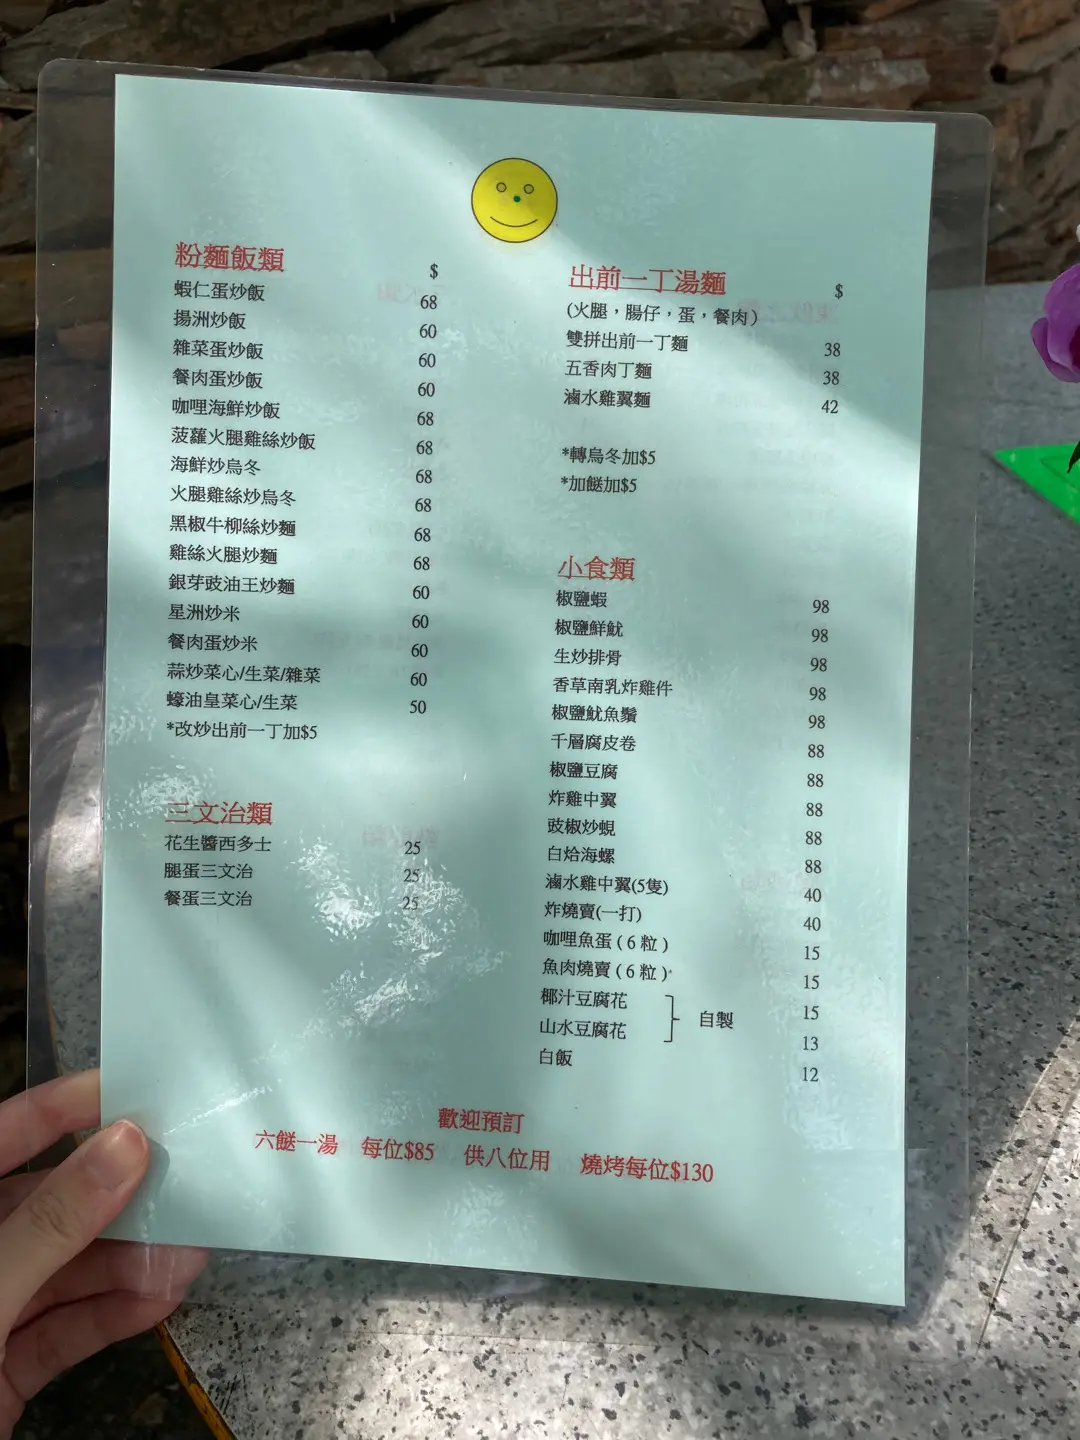 粉麵飯類 $
蝦仁蛋炒飯 68
揚洲炒飯 60
雜菜蛋炒飯 60
餐肉蛋炒飯 60
咖哩海鮮炒飯 68
菠蘿火腿雞絲炒飯 68
海鮮炒烏冬 68
火腿雞絲炒烏冬 68
黑椒牛柳絲炒麵 68
雞絲火腿炒麵 68
銀芽豉油王炒麵 60
星洲炒米 60
餐肉蛋炒米 60
蒜炒菜心/生菜/雜菜 60
蠔油皇菜心/生菜 50
*改炒出前一丁加$5
三文治類
花生醬西多士 25
腿蛋三文治 25
餐蛋三文治 25
出前一丁湯麵 $
(火腿，腸仔，蛋，餐肉)
雙拼出前一丁麵 38
五香肉丁麵 38
滷水雞翼麵 42
*轉烏冬加$5
*加餸加$5
小食類
椒鹽蝦 98
椒鹽鮮魷 98
生炒排骨 98
香草南乳炸雞件 98
椒鹽魷魚鬚 98
千層腐皮卷 88
椒鹽豆腐 88
炸雞中翼 88
豉椒炒蜆 88
白烚海螺 88
滷水雞中翼(5隻) 40
炸燒賣(一打) 40
咖哩魚蛋(6粒) 15
魚肉燒賣(6粒) 15
椰汁豆腐花 15
自製
山水豆腐花 13
白飯 12
歡迎預訂
六餸一湯 每位$85 供八位用 燒烤每位$130